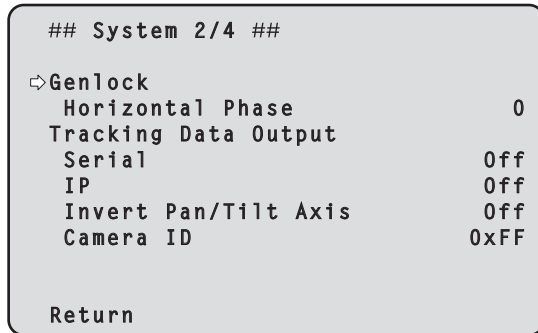 ## System 2/4 ##
⇨Genlock
Horizontal Phase 0
Tracking Data Output
Serial Off
IP Off
Invert Pan/Tilt Axis Off
Camera ID 0xFF
Return